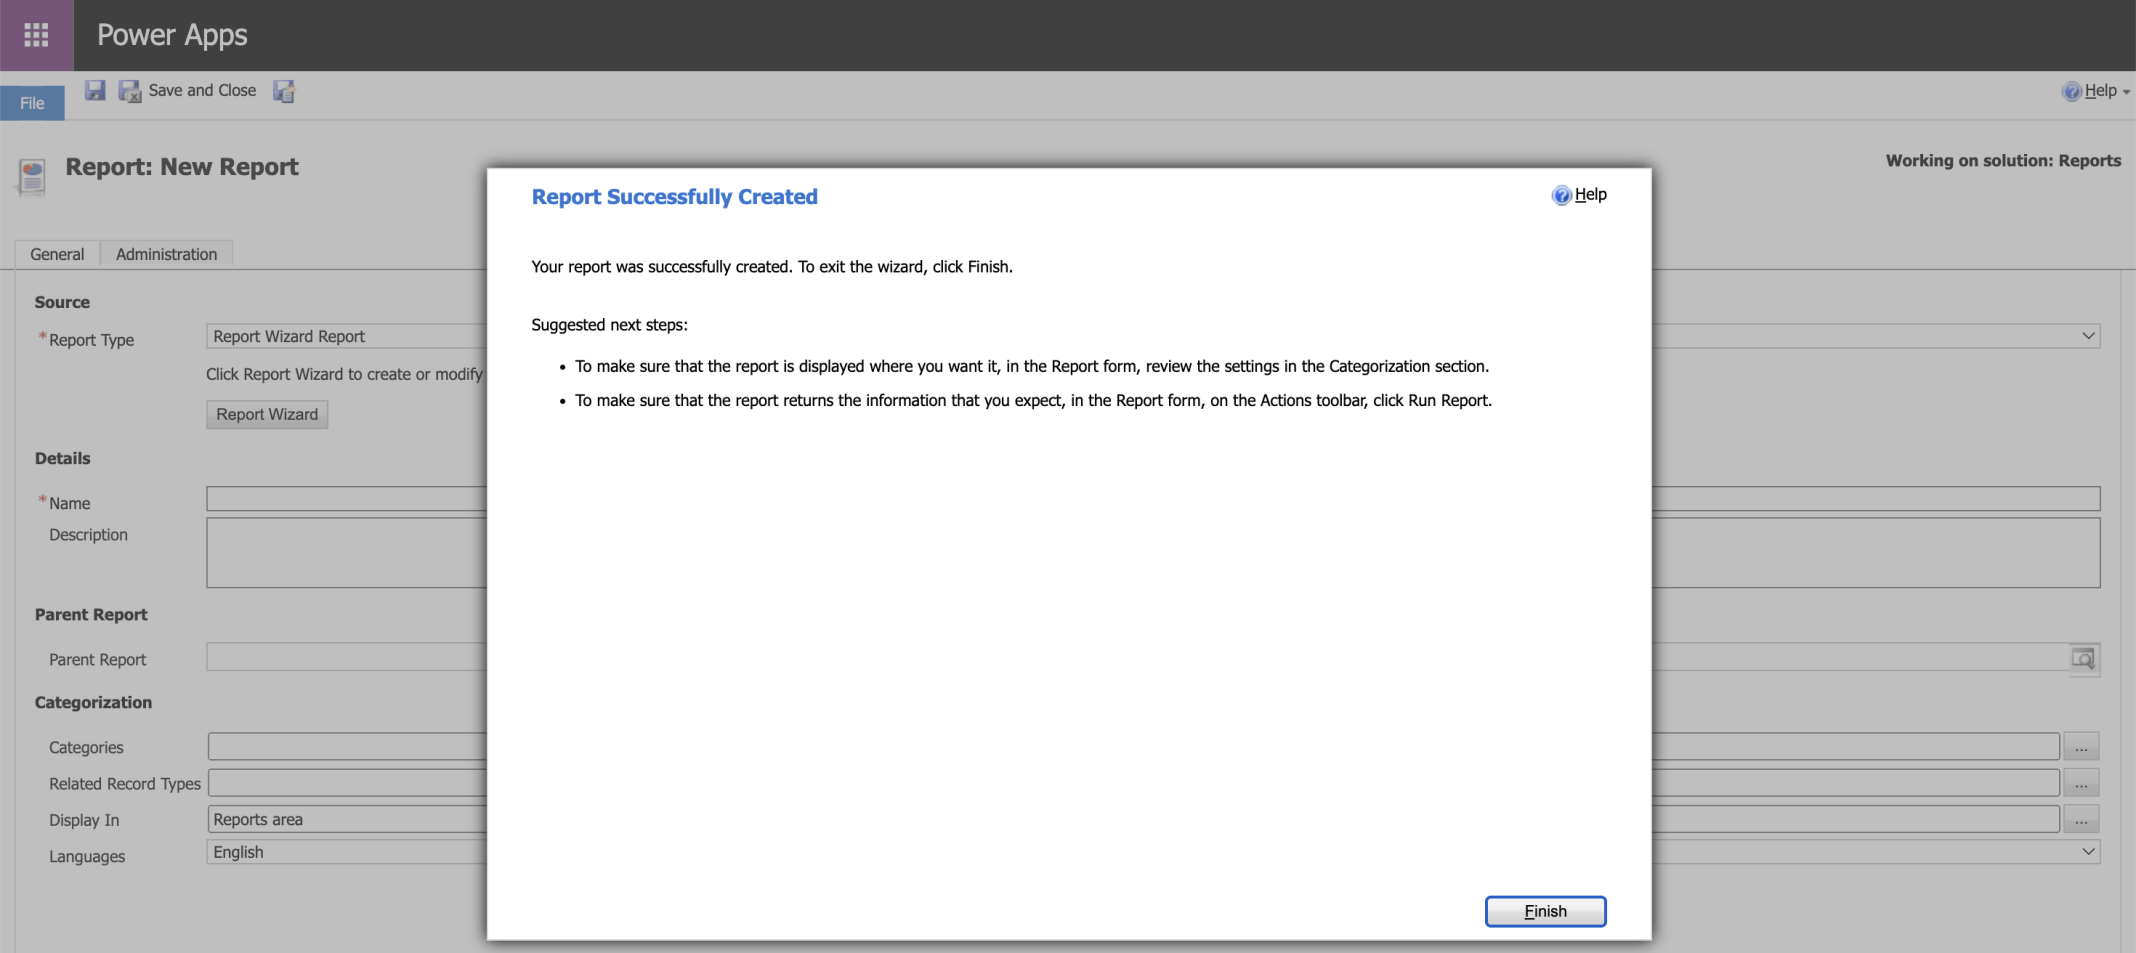 Power Apps
File
Save and Close
Help
Report: New Report
Working on solution: Reports
General
Administration
Source
*Report Type
Report Wizard Report
Click Report Wizard to create or modify
Report Wizard
Details
*Name
Description
Parent Report
Parent Report
Categorization
Categories
...
Related Record Types
...
Display In
Reports area
...
Languages
English
Report Successfully Created
Help
Your report was successfully created. To exit the wizard, click Finish.
Suggested next steps:
• To make sure that the report is displayed where you want it, in the Report form, review the settings in the Categorization section.
• To make sure that the report returns the information that you expect, in the Report form, on the Actions toolbar, click Run Report.
Finish